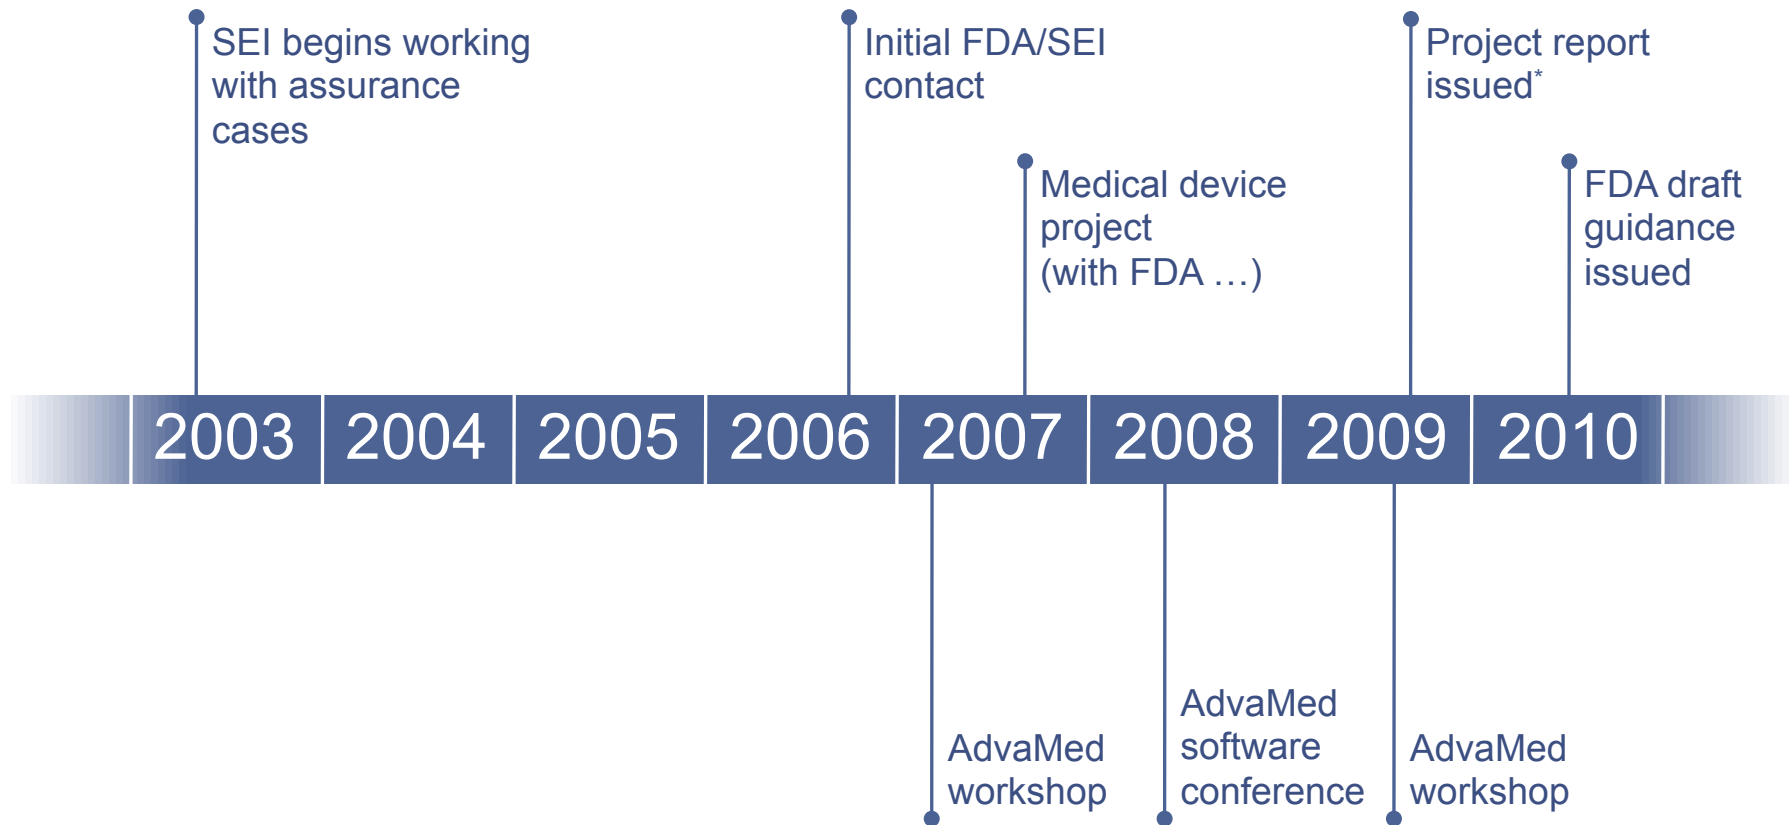 SEI begins working
with assurance
cases
Initial FDA/SEI
contact
Project report
issued*
Medical device
project
(with FDA …)
FDA draft
guidance
issued
2003 2004 2005 2006 2007 2008 2009 2010
AdvaMed
workshop
AdvaMed
software
conference
AdvaMed
workshop